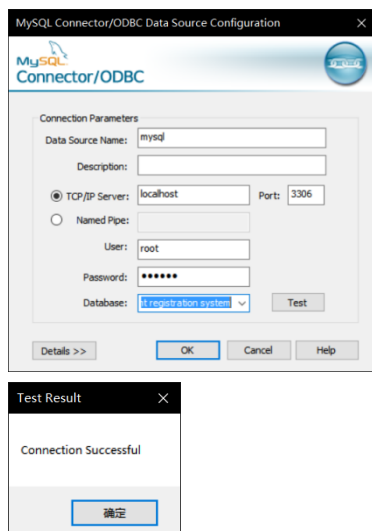 MySQL Connector/ODBC Data Source Configuration
MySQL
Connector/ODBC
Connection Parameters
Data Source Name: mysql
Description:
TCP/IP Server: localhost Port: 3306
Named Pipe:
User: root
Password: ••••••
Database: registration system Test
Details >> OK Cancel Help
Test Result
Connection Successful
确定